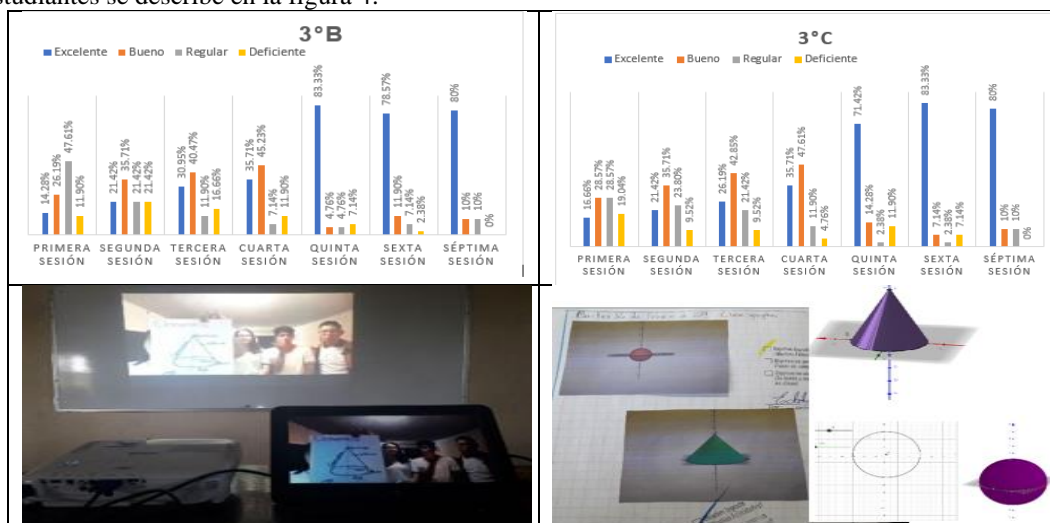 estudiantes se describe en la figura 4.
3°B
Excelente Bueno Regular Deficiente
14.28% 26.19% 47.61% 11.90%
21.42% 35.71% 21.42% 21.42%
30.95% 40.47% 11.90% 16.66%
35.71% 45.23% 7.14% 11.90%
83.33% 4.76% 4.76% 7.14%
78.57% 11.90% 7.14% 2.38%
80% 10% 10% 0%
PRIMERA SESIÓN
SEGUNDA SESIÓN
TERCERA SESIÓN
CUARTA SESIÓN
QUINTA SESIÓN
SEXTA SESIÓN
SÉPTIMA SESIÓN
3°C
Excelente Bueno Regular Deficiente
16.66% 28.57% 28.57% 19.04%
21.42% 35.71% 23.80% 9.52%
26.19% 42.85% 21.42% 9.52%
35.71% 47.61% 11.90% 4.76%
71.42% 14.28% 2.38% 11.90%
83.33% 7.14% 2.38% 7.14%
80% 10% 10% 0%
PRIMERA SESIÓN
SEGUNDA SESIÓN
TERCERA SESIÓN
CUARTA SESIÓN
QUINTA SESIÓN
SEXTA SESIÓN
SÉPTIMA SESIÓN